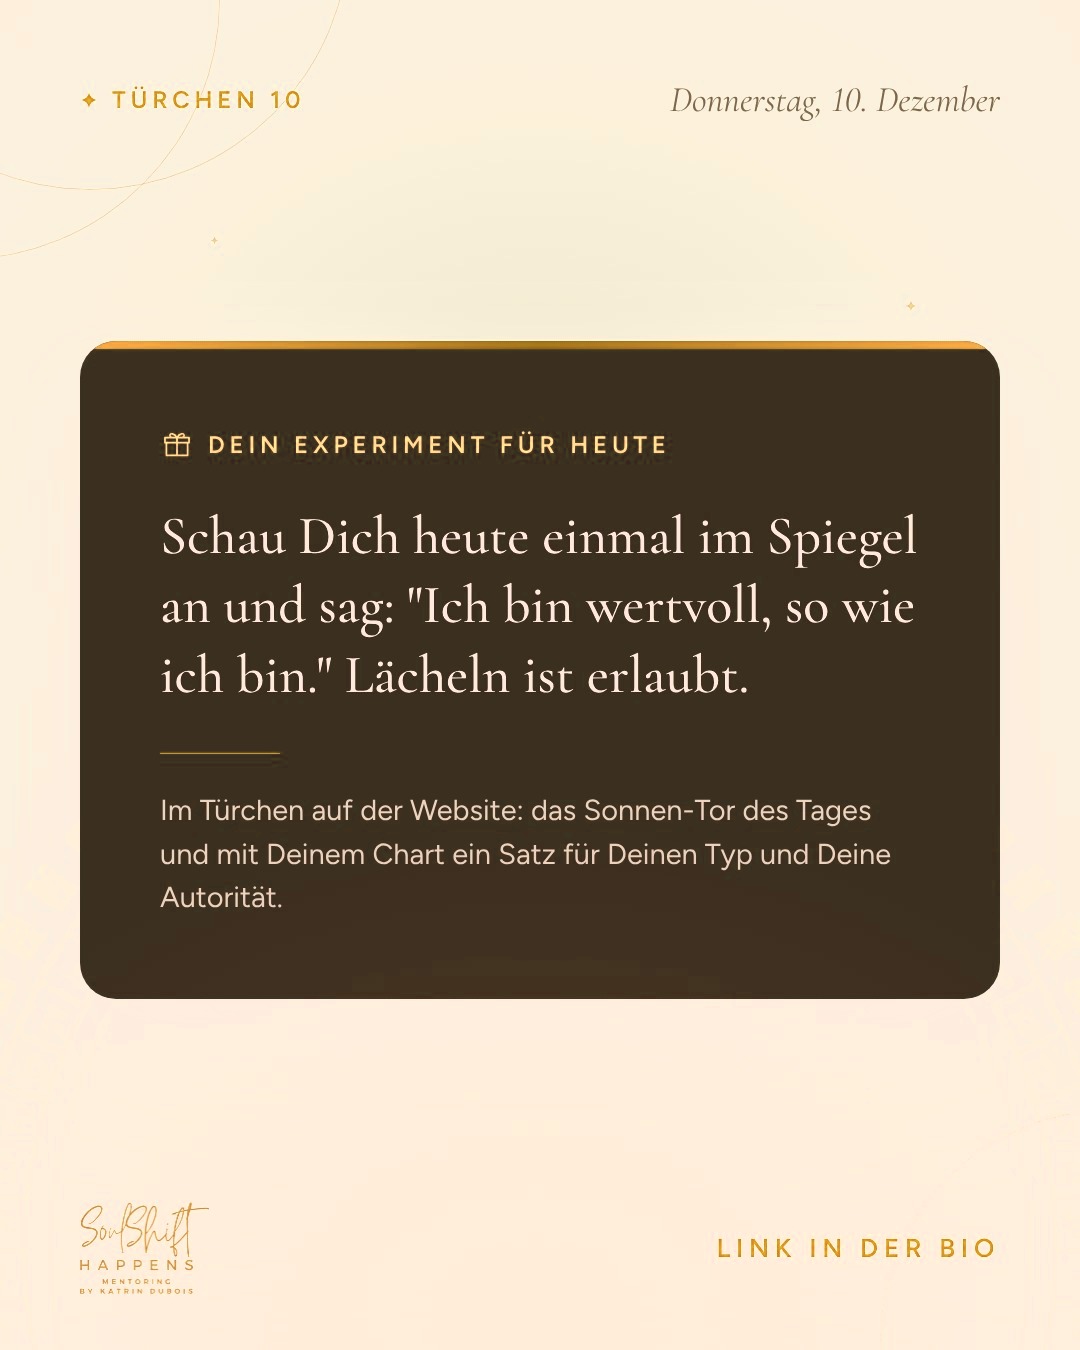 TÜRCHEN 10
Donnerstag, 10. Dezember
DEIN EXPERIMENT FÜR HEUTE
Schau Dich heute einmal im Spiegel
an und sag: "Ich bin wertvoll, so wie
ich bin." Lächeln ist erlaubt.
Im Türchen auf der Website: das Sonnen-Tor des Tages
und mit Deinem Chart ein Satz für Deinen Typ und Deine
Autorität.
SoulShift
HAPPENS
MENTORING
BY KATRIN DUBOIS
LINK IN DER BIO